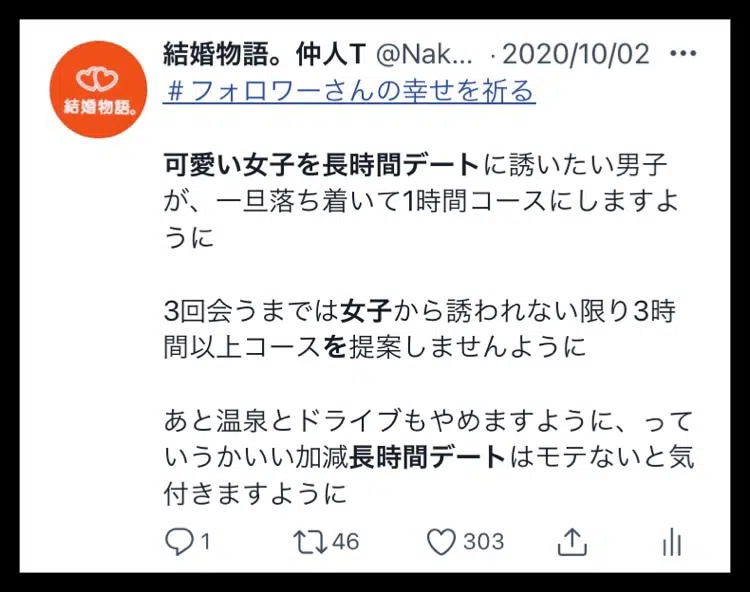 結婚物語。仲人T @Nak... · 2020/10/02 •••
結婚物語。
#フォロワーさんの幸せを祈る
可愛い女子を長時間デートに誘いたい男子
が、一旦落ち着いて1時間コースにしますよ
うに
3回会うまでは女子から誘われない限り3時
間以上コースを提案しませんように
あと温泉とドライブもやめますように、って
いうかいい加減長時間デートはモテないと気
付きますように
1 46 303